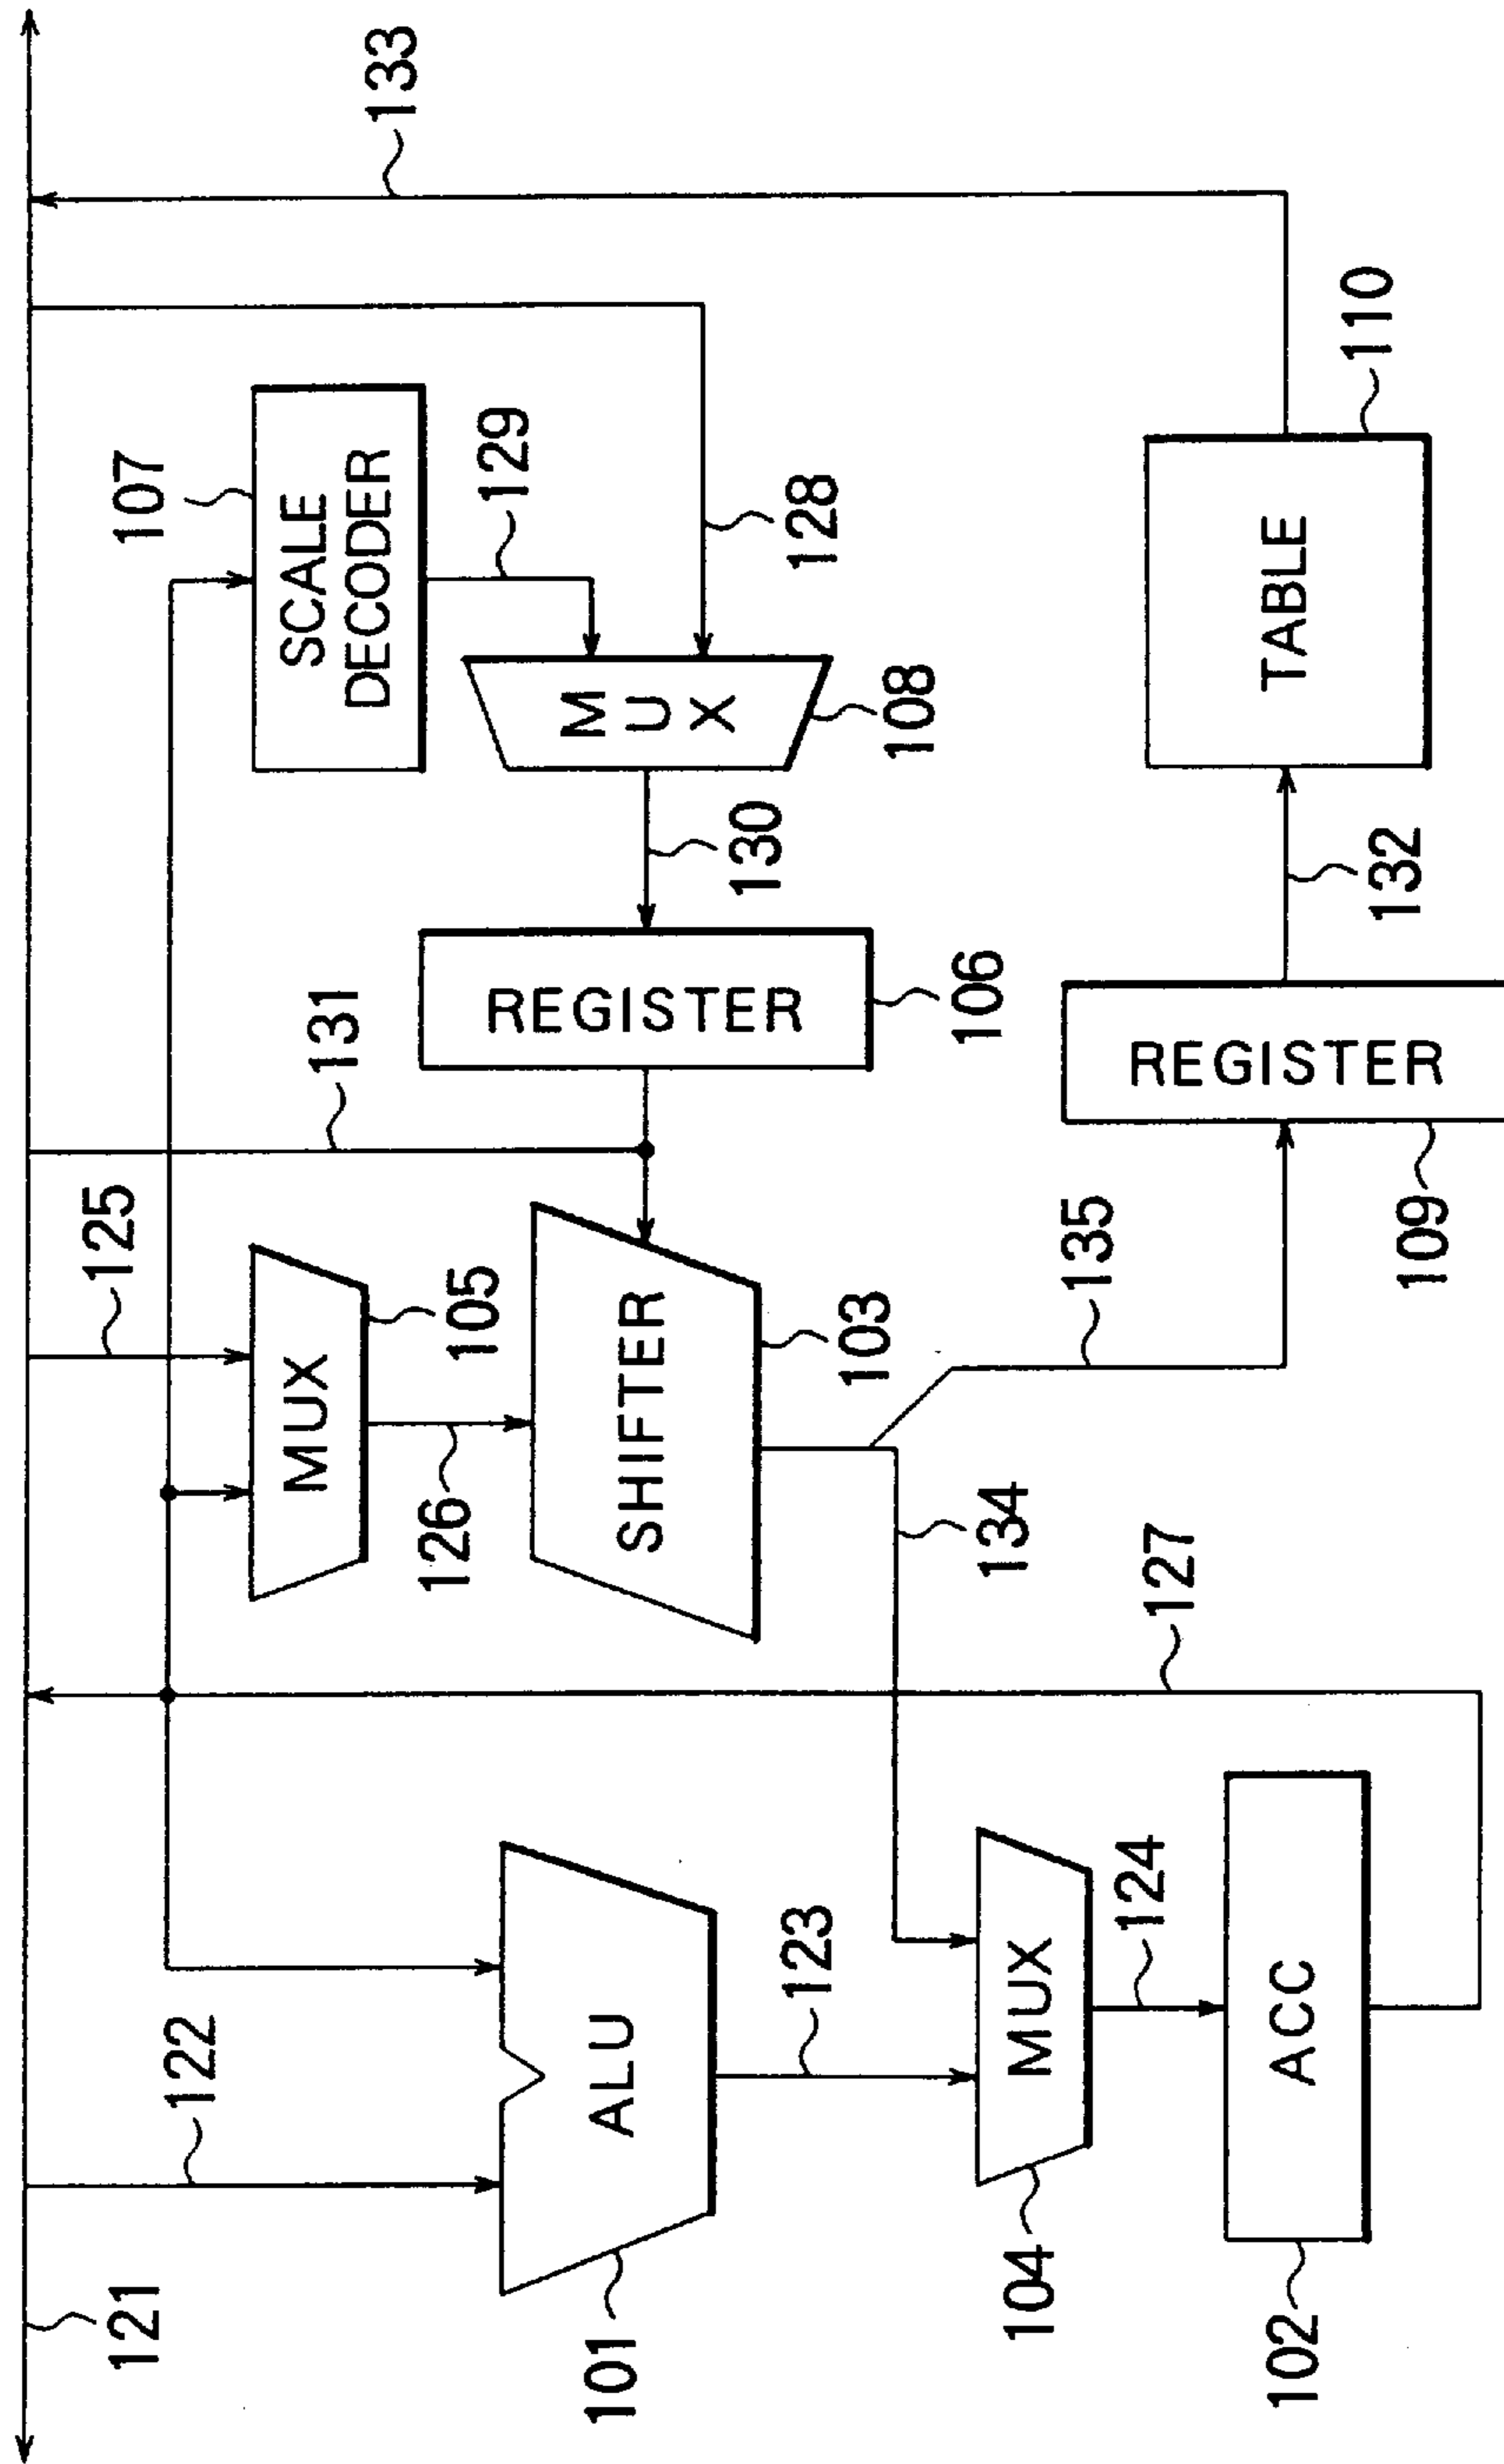 121
122
125
131
133
107
SCALE
DECODER
129
128
MUX
105
126
MUX
108
130
REGISTER
106
SHIFTER
103
ALU
101
123
134
135
MUX
104
124
127
REGISTER
109
132
TABLE
110
ACC
102